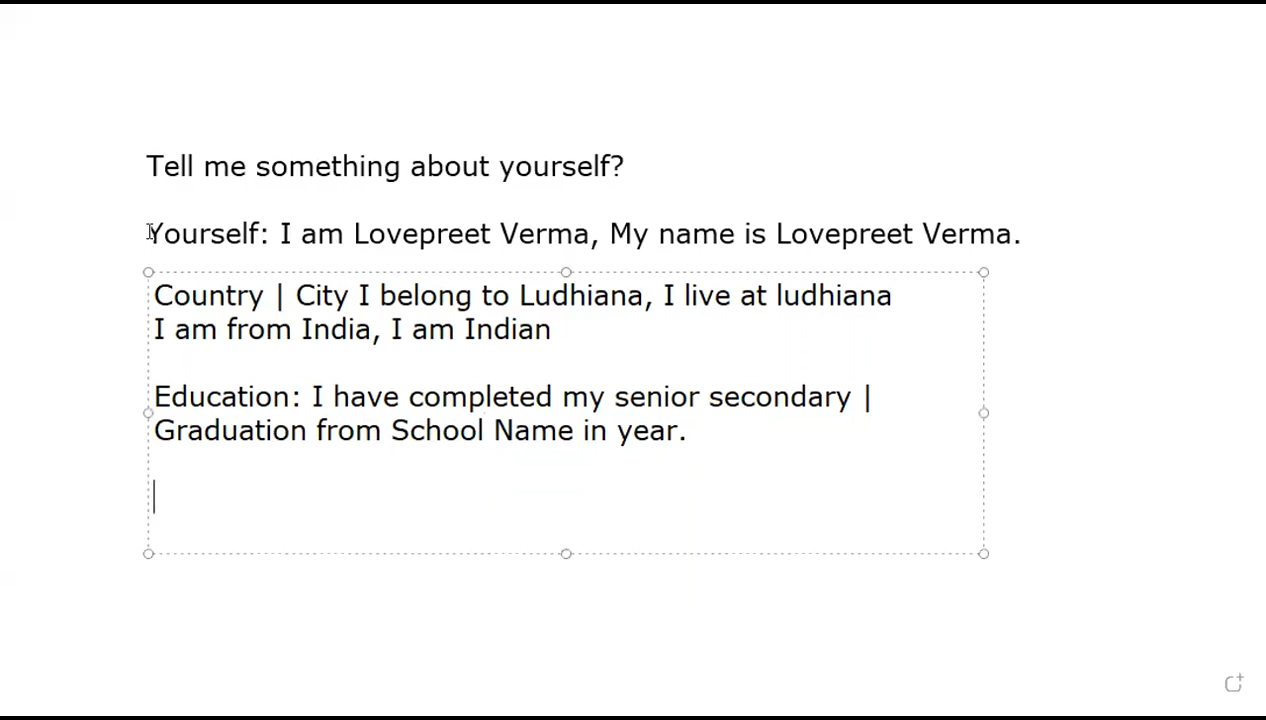 Tell me something about yourself?
Yourself: I am Lovepreet Verma, My name is Lovepreet Verma.
Country | City I belong to Ludhiana, I live at ludhiana
I am from India, I am Indian
Education: I have completed my senior secondary |
Graduation from School Name in year.